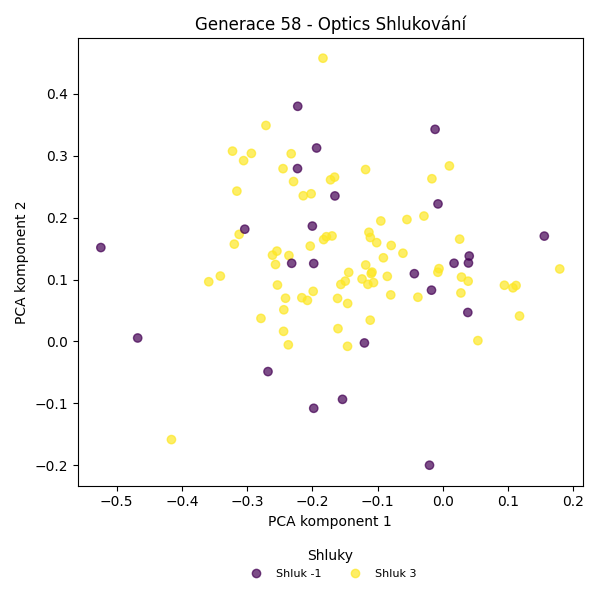 Generace 58 - Optics Shlukování
PCA komponent 2
0.4
0.3
0.2
0.1
0.0
−0.1
−0.2
−0.5 −0.4 −0.3 −0.2 −0.1 0.0 0.1 0.2
PCA komponent 1
Shluky
Shluk -1 Shluk 3